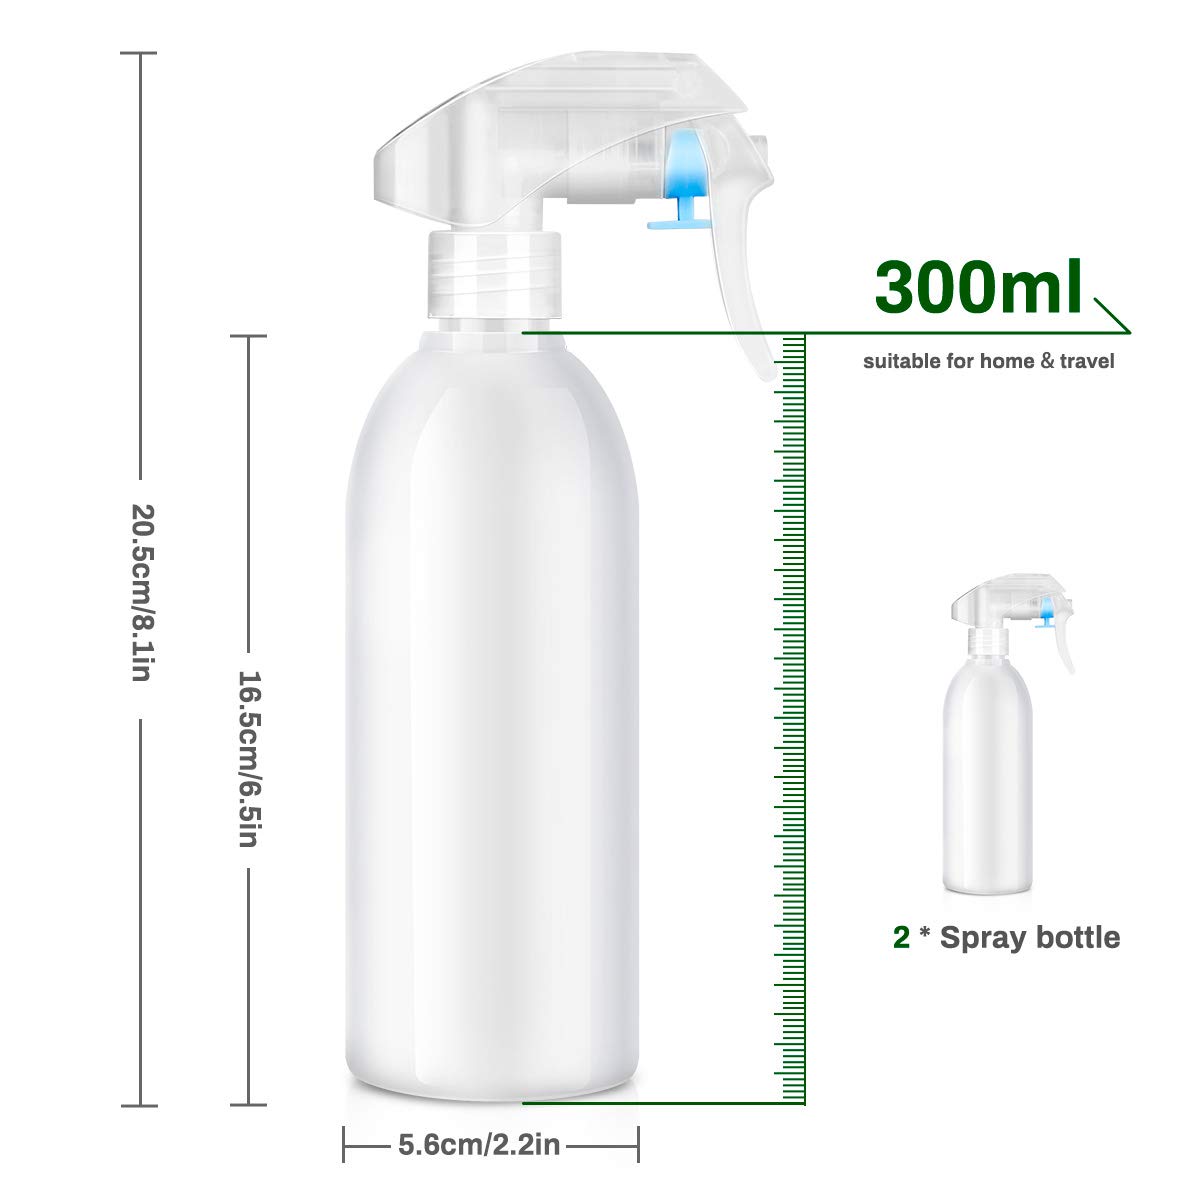 300ml
suitable for home & travel
20.5cm/8.1in
16.5cm/6.5in
2 * Spray bottle
5.6cm/2.2in